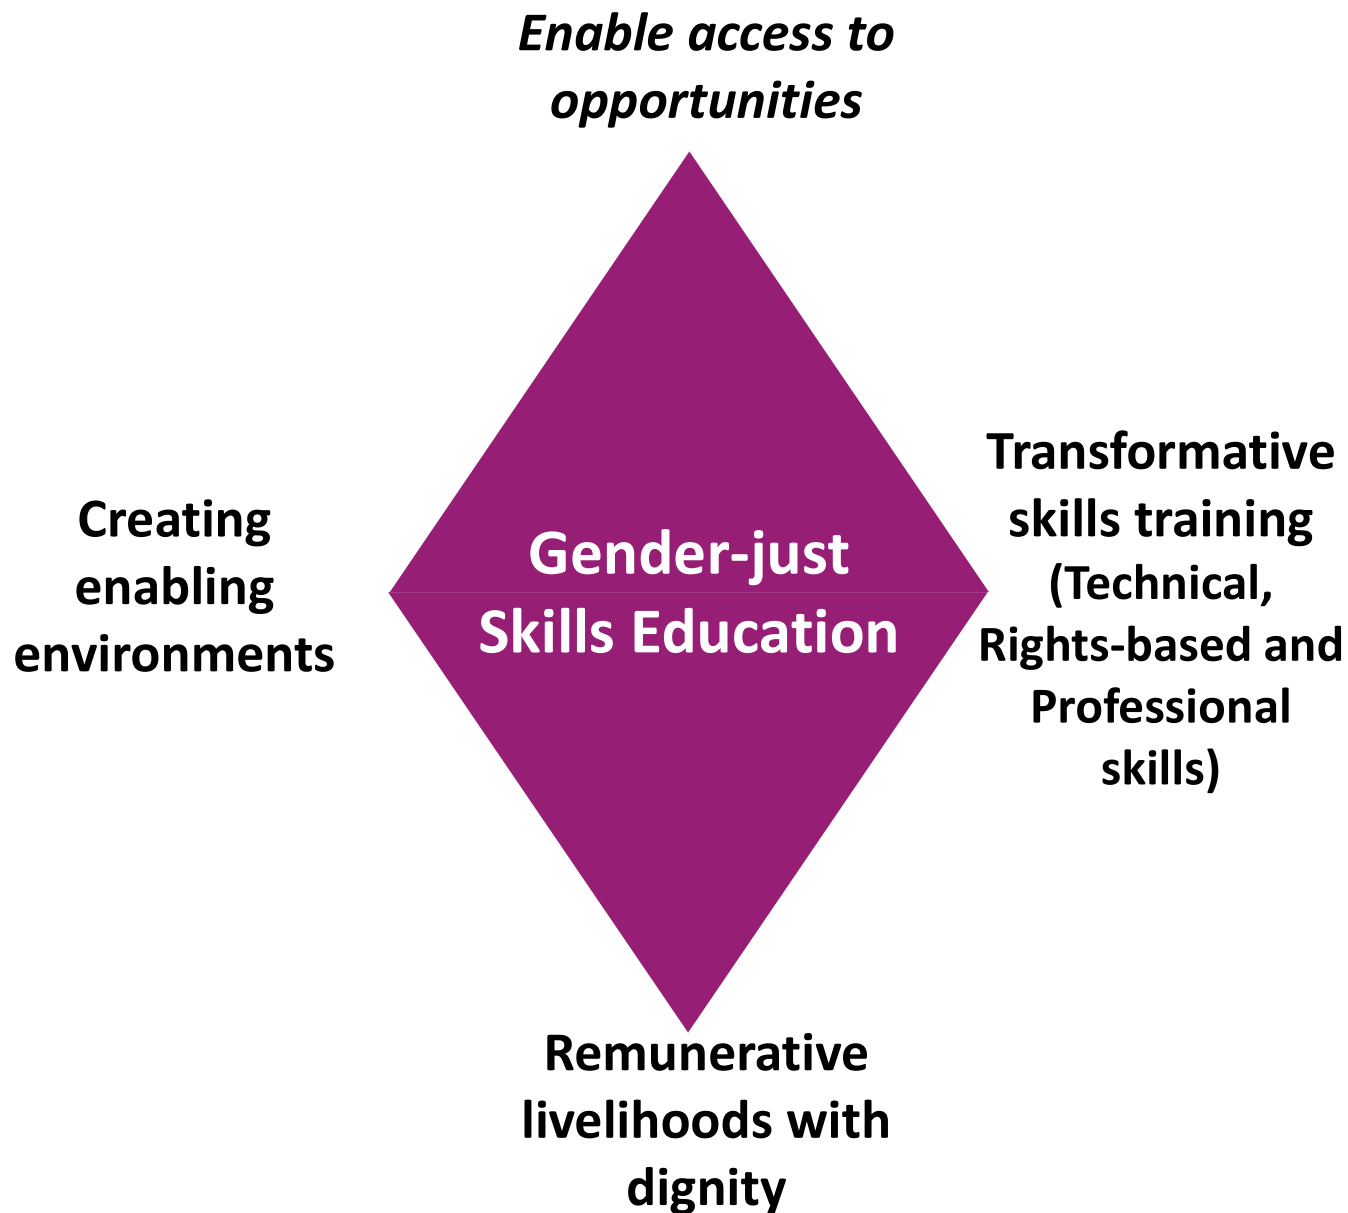 Enable access to
opportunities
Creating
enabling
environments
Gender-just
Skills Education
Transformative
skills training
(Technical,
Rights-based and
Professional
skills)
Remunerative
livelihoods with
dignity